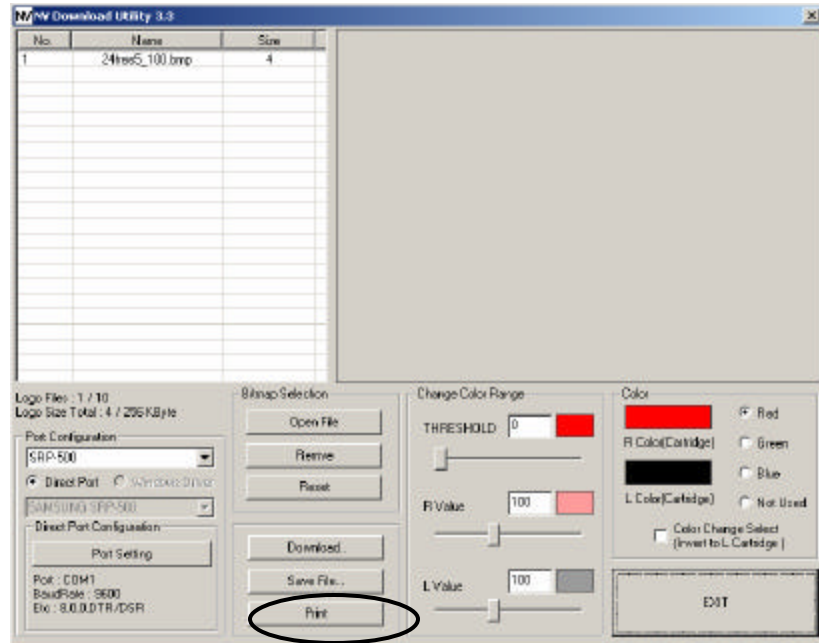 NV Download Utility 3.3
No. Name Size
1 24tree5_100.bmp 4
Logo Files : 1 / 10
Logo Size Total : 4 / 256 KByte
Port Configuration
SRP-500
Direct Port Windows Driver
SAMSUNG SRP-500
Direct Port Configuration
Port Setting
Port : COM1
BaudRate : 9600
Etc : 8,0,0,DTR/DSR
Bitmap Selection
Open File
Remve
Reset
Download..
Save File...
Print
Change Color Range
THRESHOLD 0
R Value 100
L Value 100
Color
R Color(Cartridge)
L Color(Cartridge)
Red
Green
Blue
Not Used
Color Change Select
(Invert to L Cartridge )
EXIT